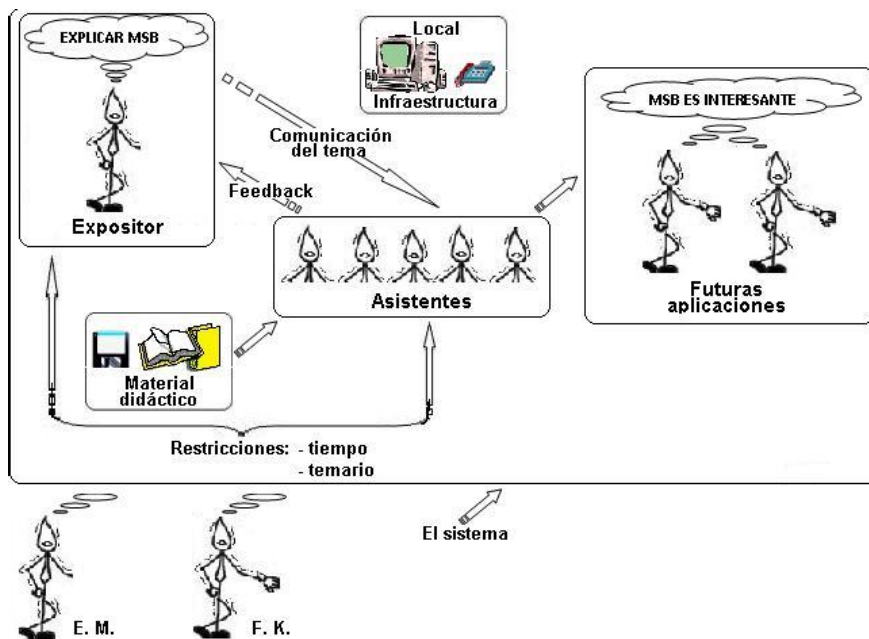 EXPLICAR MSB
Expositor
Comunicación
del tema
Feedback
Local
Infraestructura
MSB ES INTERESANTE
Futuras
aplicaciones
Asistentes
Material
didáctico
Restricciones: - tiempo
- temario
El sistema
E. M.
F. K.